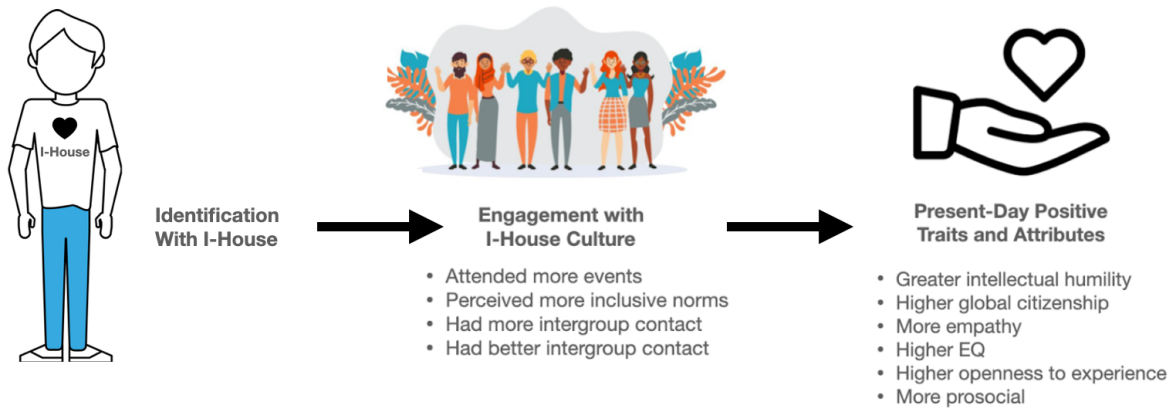 I-House
Identification
With I-House
Engagement with
I-House Culture
• Attended more events
• Perceived more inclusive norms
• Had more intergroup contact
• Had better intergroup contact
Present-Day Positive
Traits and Attributes
• Greater intellectual humility
• Higher global citizenship
• More empathy
• Higher EQ
• Higher openness to experience
• More prosocial